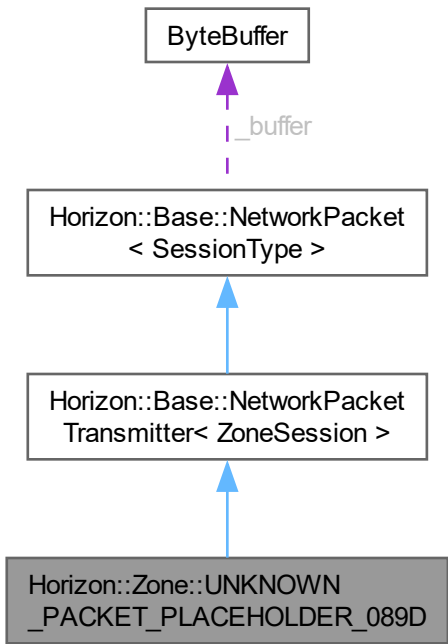 ByteBuffer
_buffer
Horizon::Base::NetworkPacket
< SessionType >
Horizon::Base::NetworkPacket
Transmitter< ZoneSession >
Horizon::Zone::UNKNOWN
_PACKET_PLACEHOLDER_089D